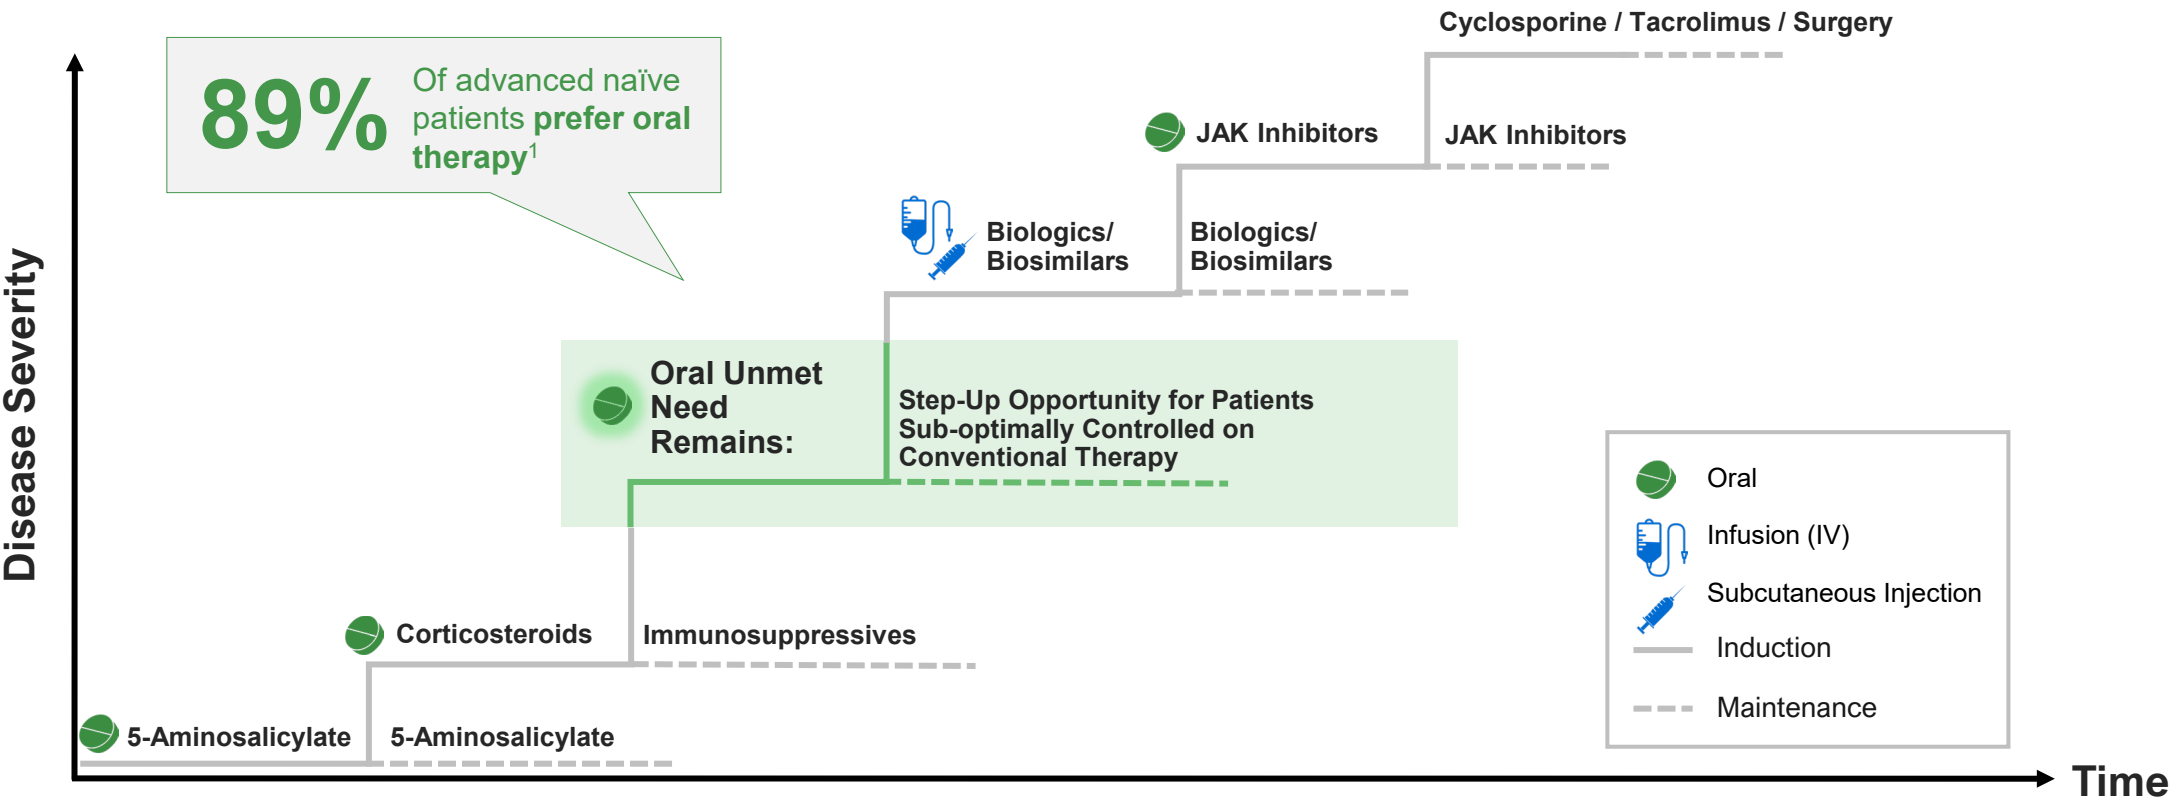 Cyclosporine / Tacrolimus / Surgery
89%
Of advanced naïve
patients prefer oral
therapy1
JAK Inhibitors
JAK Inhibitors
Biologics/
Biosimilars
Biologics/
Biosimilars
Disease Severity
Oral Unmet
Need
Remains:
Step-Up Opportunity for Patients
Sub-optimally Controlled on
Conventional Therapy
Corticosteroids
Immunosuppressives
5-Aminosalicylate
5-Aminosalicylate
Oral
Infusion (IV)
Subcutaneous Injection
Induction
Maintenance
Time